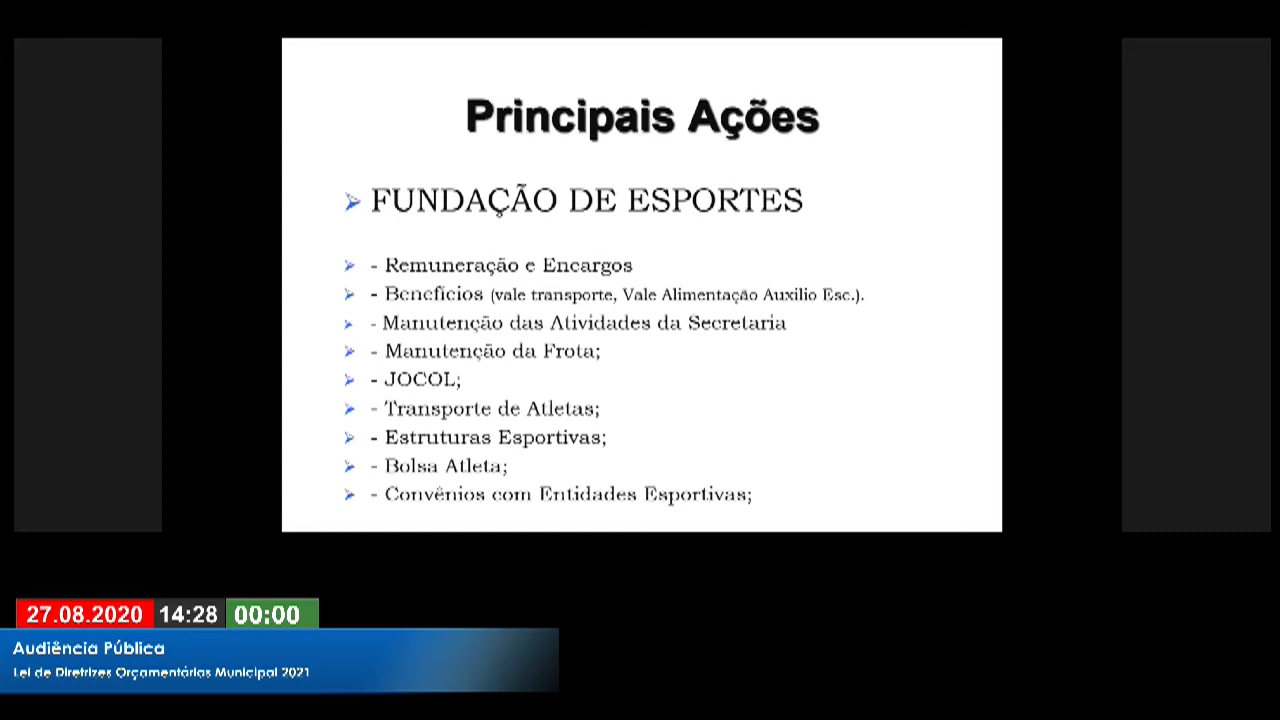 Principais Ações
FUNDAÇÃO DE ESPORTES
- Remuneração e Encargos
- Benefícios (vale transporte, Vale Alimentação Auxilio Esc.).
- Manutenção das Atividades da Secretaria
- Manutenção da Frota;
- JOCOL;
- Transporte de Atletas;
- Estruturas Esportivas;
- Bolsa Atleta;
- Convênios com Entidades Esportivas;
27.08.2020 14:28 00:00
Audiência Pública
Lei de Diretrizes Orçamentárias Municipal 2021